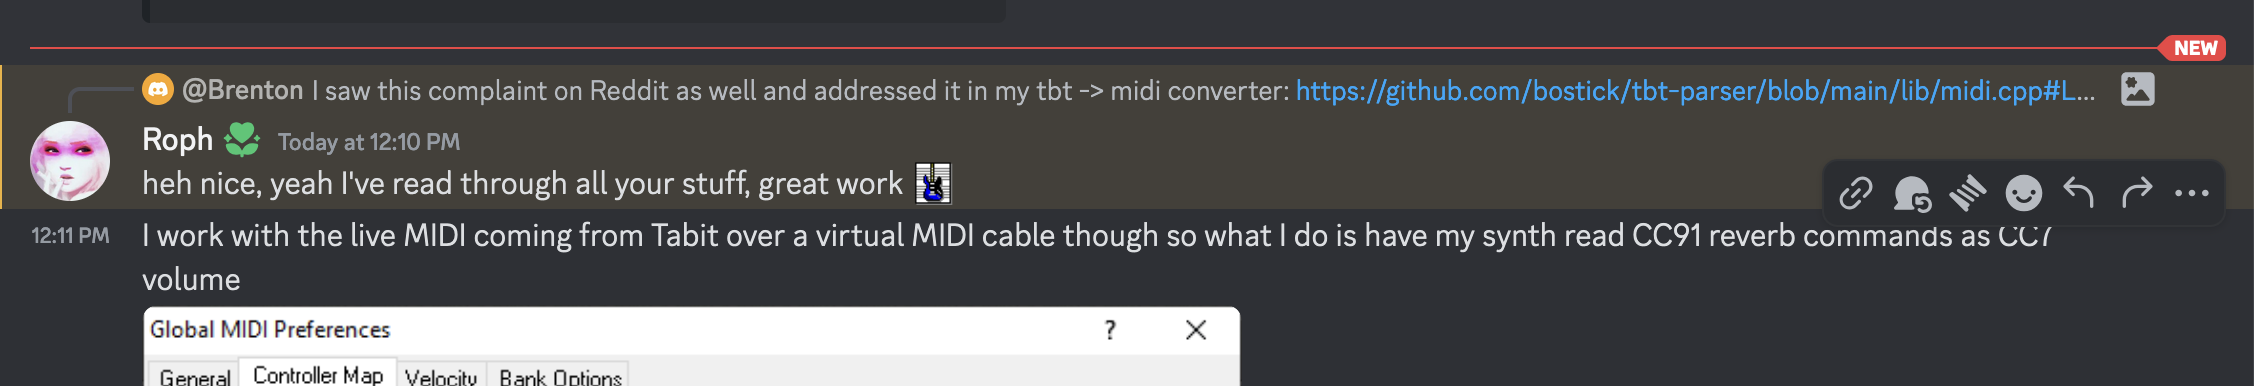 NEW
@Brenton I saw this complaint on Reddit as well and addressed it in my tbt -> midi converter: https://github.com/bostick/tbt-parser/blob/main/lib/midi.cpp#L...
Roph Today at 12:10 PM
heh nice, yeah I've read through all your stuff, great work
12:11 PM I work with the live MIDI coming from Tabit over a virtual MIDI cable though so what I do is have my synth read CC91 reverb commands as CC7
volume
Global MIDI Preferences ?
General Controller Map Velocity Bank Options